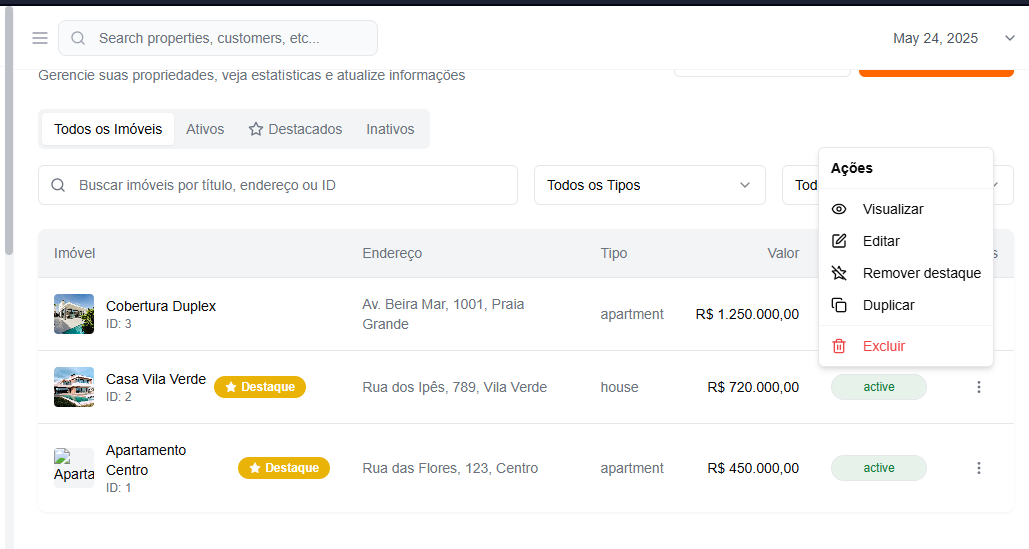 Search properties, customers, etc...
May 24, 2025
Gerencie suas propriedades, veja estatísticas e atualize informações
Todos os Imóveis
Ativos
Destacados
Inativos
Buscar imóveis por título, endereço ou ID
Todos os Tipos
Tod
Ações
Visualizar
Editar
Remover destaque
Duplicar
Excluir
Imóvel
Endereço
Tipo
Valor
s
Cobertura Duplex
ID: 3
Av. Beira Mar, 1001, Praia
Grande
apartment
R$ 1.250.000,00
Casa Vila Verde
ID: 2
Destaque
Rua dos Ipês, 789, Vila Verde
house
R$ 720.000,00
active
Aparta
Apartamento
Centro
ID: 1
Destaque
Rua das Flores, 123, Centro
apartment
R$ 450.000,00
active